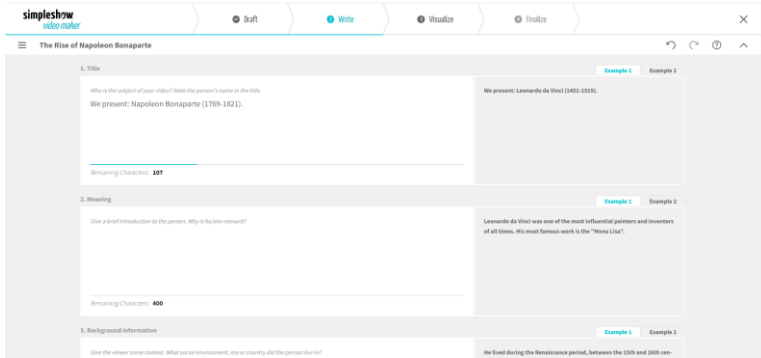 simpleshow
video maker
Draft
Write
Visualize
Finalize
The Rise of Napoleon Bonaparte
1. Title
Example 1
Example 2
Who is the subject of your video? State the person's name in the title.
We present: Napoleon Bonaparte (1769-1821).
We present: Leonardo da Vinci (1452-1519).
Remaining Characters: 107
2. Meaning
Example 1
Example 2
Give a brief introduction to the person. Why is he/she relevant?
Leonardo da Vinci was one of the most influential painters and inventors
of all times. His most famous work is the "Mona Lisa".
Remaining Characters: 400
3. Background information
Example 1
Example 2
Give the viewer some context. What social environment, era or country did the person live in?
He lived during the Renaissance period, between the 15th and 16th cen-